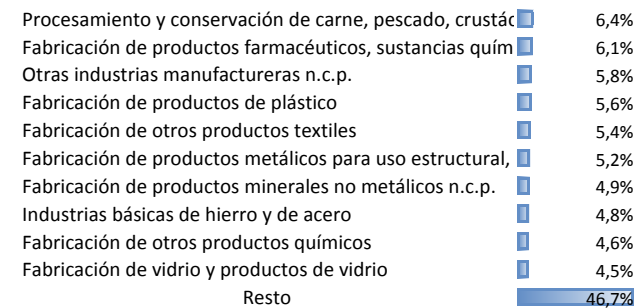 Procesamiento y conservación de carne, pescado, crustác 6,4%
Fabricación de productos farmacéuticos, sustancias quím 6,1%
Otras industrias manufactureras n.c.p. 5,8%
Fabricación de productos de plástico 5,6%
Fabricación de otros productos textiles 5,4%
Fabricación de productos metálicos para uso estructural, 5,2%
Fabricación de productos minerales no metálicos n.c.p. 4,9%
Industrias básicas de hierro y de acero 4,8%
Fabricación de otros productos químicos 4,6%
Fabricación de vidrio y productos de vidrio 4,5%
Resto 46,7%